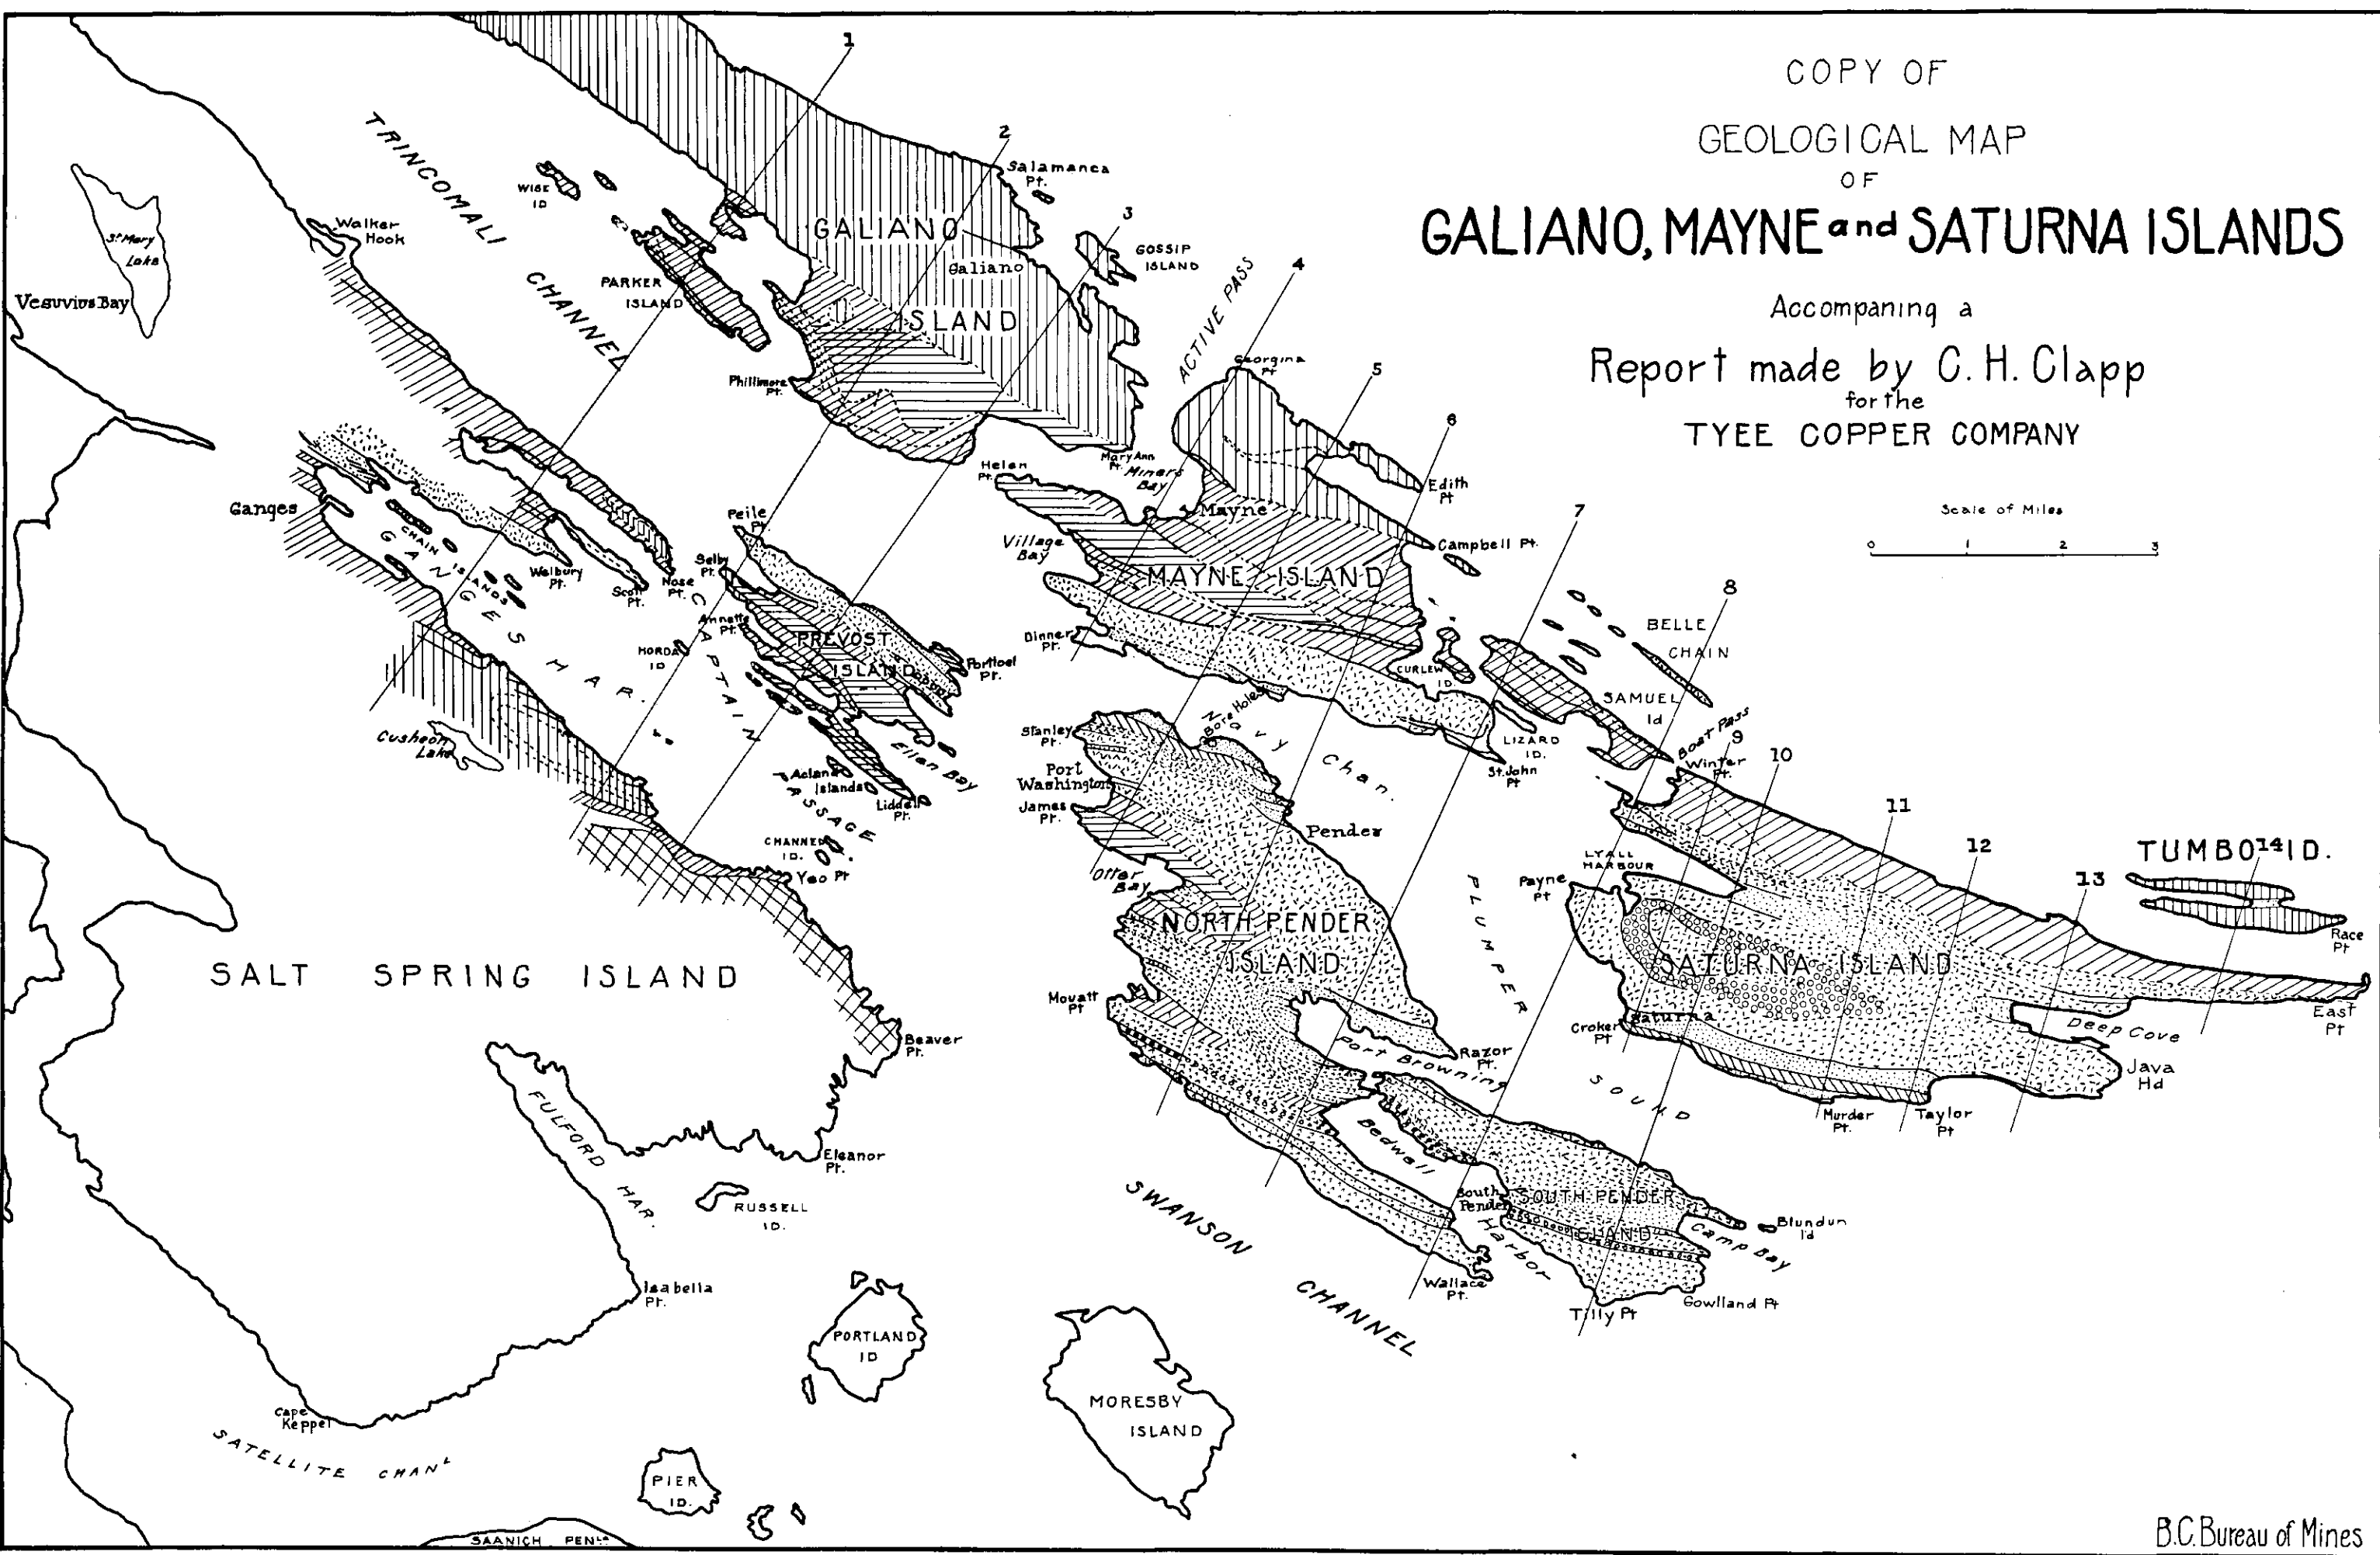 COPY OF
GEOLOGICAL MAP
OF
GALIANO, MAYNE and SATURNA ISLANDS
Accompaning a
Report made by C. H. Clapp
for the
TYEE COPPER COMPANY
Scale of Miles
0 1 2 3
1
2
3
4
5
6
7
8
9
10
11
12
13
14
TRINCOMALI
CHANNEL
WISE
ID
Walker
Hook
St Mary
Lake
Vesuvius Bay
PARKER
ISLAND
GALIANO
Galiano
ISLAND
Salamanca
Pt.
GOSSIP
ISLAND
ACTIVE PASS
Phillimore
Pt.
Georgina
Pt
Mary Ann
Pt.
Miners
Bay
Helen
Pt.
Edith
Pt
Mayne
Village
Bay
Campbell Pt.
MAYNE ISLAND
Dinner
Pt.
CURLEW
ID.
BELLE
CHAIN
SAMUEL
Id
LIZARD
ID.
St. John
Pt
Boat Pass
Winter
Pt.
Ganges
CHAIN
ISLANDS
GANGES HAR.
Welbury
Pt.
Scott
Pt.
Nose
Pt.
Peile
Pt.
Selby
Pt.
Annette
Pt.
HORDA
ID
PREVOST
ISLAND
Portloet
Pt.
CAPTAIN
PASSAGE
Ellen Bay
Acland
Islands
Liddell
Pt.
CHANNEL
ID.
Yeo Pt
Cusheon
Lake
Stanley
Pt.
Bore Holes
Navy Chan.
Port
Washington
James
Pt.
Pender
Otter
Bay
NORTH PENDER
ISLAND
Mouatt
Pt
PLUMPER
SOUND
Port Browning
Razor
Pt.
Bedwell
Harbor
South
Pender
SOUTH PENDER
ISLAND
Camp Bay
Blundun
Id
Wallace
Pt.
Tilly Pt
Gowlland Pt
LYALL
HARBOUR
Payne
Pt
SATURNA ISLAND
Saturna
Croker
Pt
Murder
Pt.
Taylor
Pt
Deep Cove
Java
Hd
East
Pt
TUMBO ID.
Race
Pt
SALT SPRING ISLAND
Beaver
Pt.
Eleanor
Pt.
FULFORD
HAR.
RUSSELL
ID.
Isabella
Pt.
SWANSON
CHANNEL
PORTLAND
ID
MORESBY
ISLAND
Cape
Keppel
SATELLITE CHANL
PIER
ID.
SAANICH PENLA
B.C. Bureau of Mines